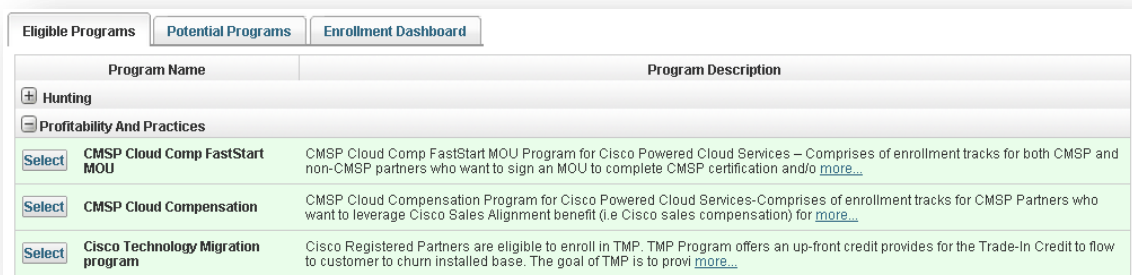 Eligible Programs Potential Programs Enrollment Dashboard
Program Name Program Description
Hunting
Profitability And Practices
Select CMSP Cloud Comp FastStart MOU CMSP Cloud Comp FastStart MOU Program for Cisco Powered Cloud Services – Comprises of enrollment tracks for both CMSP and
non-CMSP partners who want to sign an MOU to complete CMSP certification and/o more...
Select CMSP Cloud Compensation CMSP Cloud Compensation Program for Cisco Powered Cloud Services-Comprises of enrollment tracks for CMSP Partners who
want to leverage Cisco Sales Alignment benefit (i.e Cisco sales compensation) for more...
Select Cisco Technology Migration program Cisco Registered Partners are eligible to enroll in TMP. TMP Program offers an up-front credit provides for the Trade-In Credit to flow
to customer to churn installed base. The goal of TMP is to provi more...